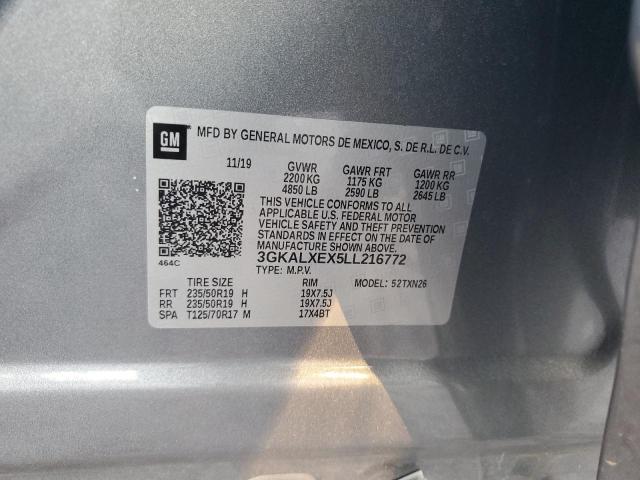 GM
MFD BY GENERAL MOTORS DE MEXICO, S. DE R.L. DE C.V.
11/19 GVWR GAWR FRT GAWR RR
2200 KG 1175 KG 1200 KG
4850 LB 2590 LB 2645 LB
THIS VEHICLE CONFORMS TO ALL
APPLICABLE U.S. FEDERAL MOTOR
VEHICLE SAFETY AND THEFT PREVENTION
STANDARDS IN EFFECT ON THE DATE OF
MANUFACTURE SHOWN ABOVE.
3GKALXEX5LL216772
464C TYPE: M.P.V.
TIRE SIZE RIM MODEL: 52TXN26
FRT 235/50R19 H 19X7.5J
RR 235/50R19 H 19X7.5J
SPA T125/70R17 M 17X4BT